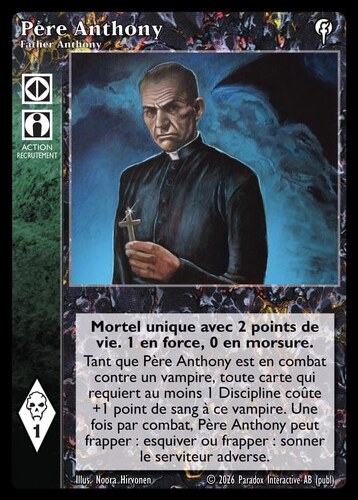 Père Anthony
Father Anthony
ACTION
RECRUTEMENT
Mortel unique avec 2 points de
vie. 1 en force, 0 en morsure.
Tant que Père Anthony est en combat
contre un vampire, toute carte qui
requiert au moins 1 Discipline coûte
+1 point de sang à ce vampire. Une
fois par combat, Père Anthony peut
frapper : esquiver ou frapper : sonner
le serviteur adverse.
1
Illus. Noora Hirvonen
© 2026 Paradox Interactive AB (publ)